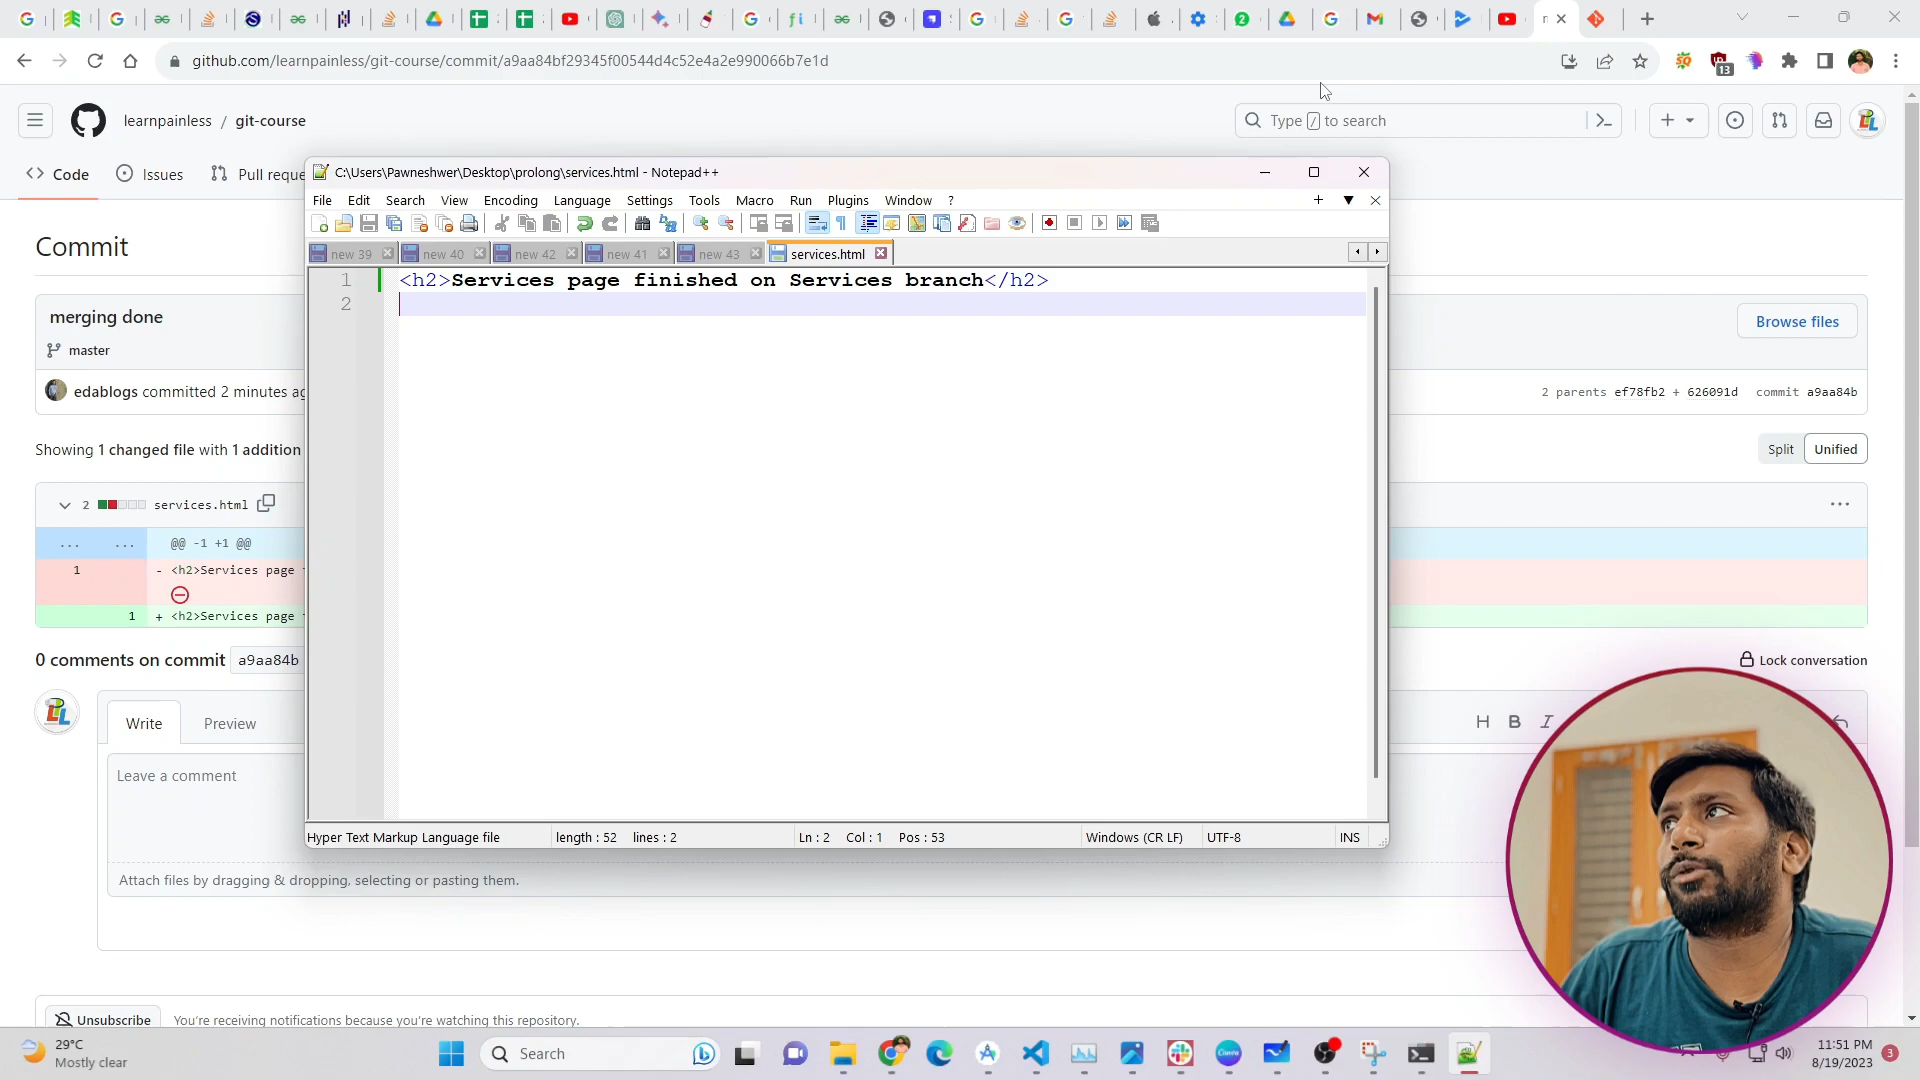 github.com/learnpainless/git-course/commit/a9aa84bf29345f00544d4c52e4a2e990066b7e1d
13
learnpainless / git-course
Type / to search
Code
Issues
Pull reque
C:\Users\Pawneshwer\Desktop\prolong\services.html - Notepad++
File Edit Search View Encoding Language Settings Tools Macro Run Plugins Window ?
new 39
new 40
new 42
new 41
new 43
services.html
1 <h2>Services page finished on Services branch</h2>
2
Commit
merging done
Browse files
master
edablogs committed 2 minutes ag
2 parents ef78fb2 + 626091d commit a9aa84b
Showing 1 changed file with 1 addition
Split
Unified
2 services.html
... ... @@ -1 +1 @@
1 - <h2>Services page
1 + <h2>Services page
0 comments on commit a9aa84b
Lock conversation
Write
Preview
H B I
Leave a comment
Attach files by dragging & dropping, selecting or pasting them.
Hyper Text Markup Language file
length : 52 lines : 2
Ln : 2 Col : 1 Pos : 53
Windows (CR LF)
UTF-8
INS
Unsubscribe
You're receiving notifications because you're watching this repository.
29°C
Mostly clear
Search
11:51 PM
8/19/2023
3